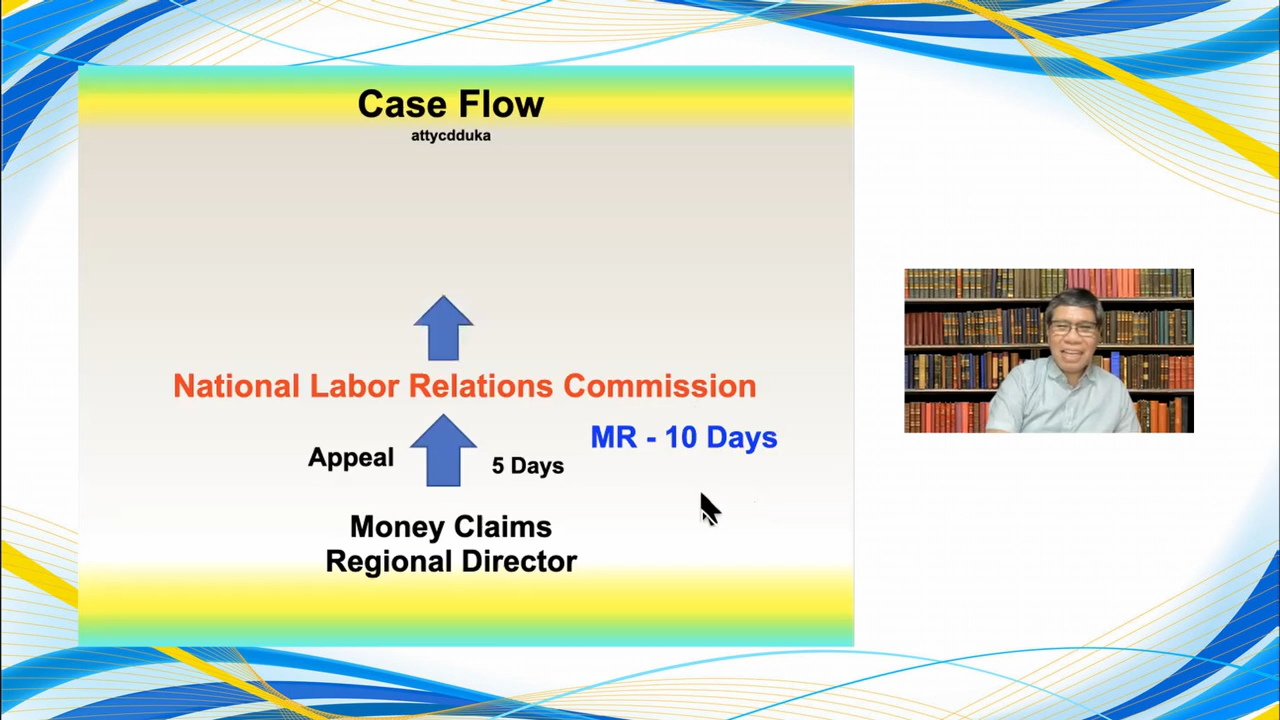 Case Flow
attycdduka
National Labor Relations Commission
MR - 10 Days
Appeal
5 Days
Money Claims
Regional Director